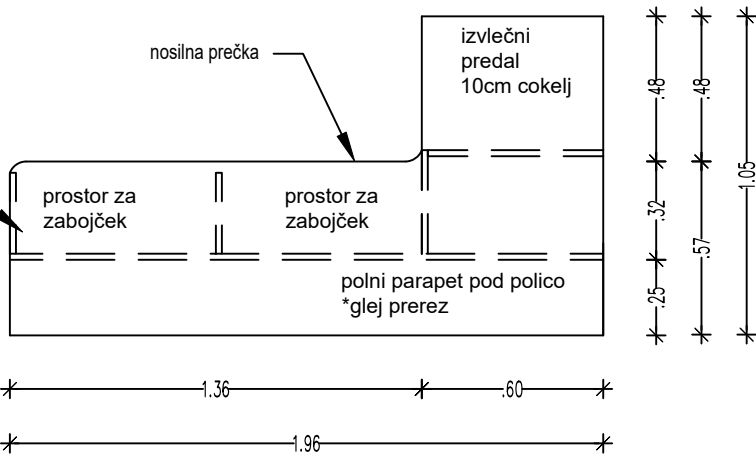 nosilna prečka
izvlečni
predal
10cm cokelj
prostor za
zabojček
prostor za
zabojček
polni parapet pod polico
*glej prerez
.48
.32
.25
.48
.57
1.05
1.36
.60
1.96